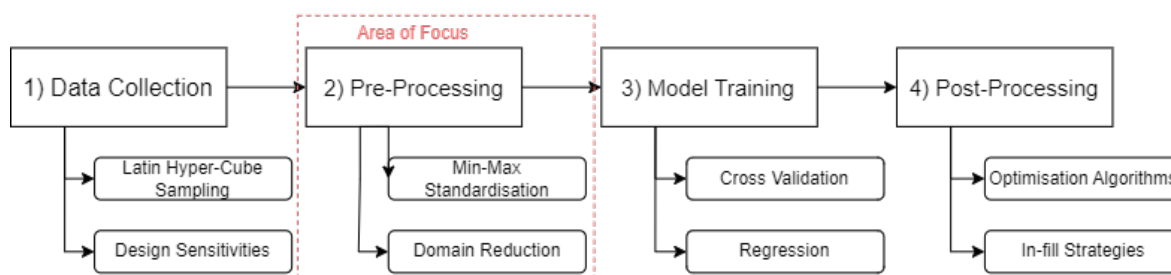 Area of Focus
1) Data Collection
2) Pre-Processing
3) Model Training
4) Post-Processing
Latin Hyper-Cube
Sampling
Min-Max
Standardisation
Cross Validation
Optimisation Algorithms
Design Sensitivities
Domain Reduction
Regression
In-fill Strategies